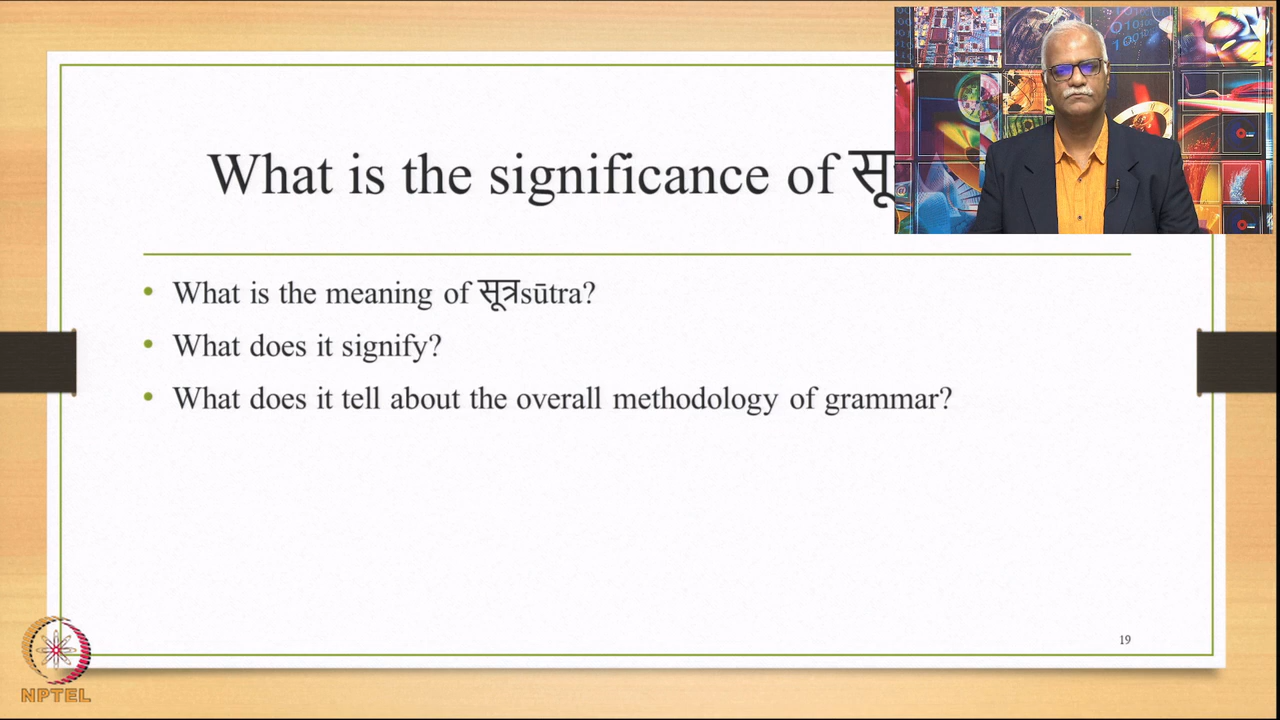 What is the significance of सू
• What is the meaning of सूत्रsūtra?
• What does it signify?
• What does it tell about the overall methodology of grammar?
19
NPTEL